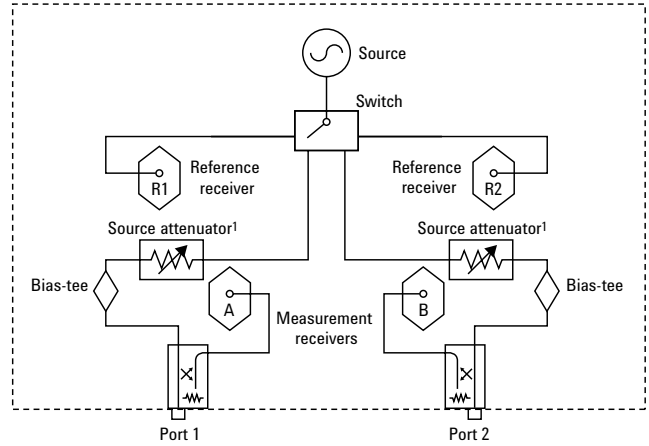 Source
Switch
Reference
receiver
R1
Reference
receiver
R2
Source attenuator¹
Source attenuator¹
Bias-tee
A
Measurement
receivers
B
Bias-tee
Port 1
Port 2